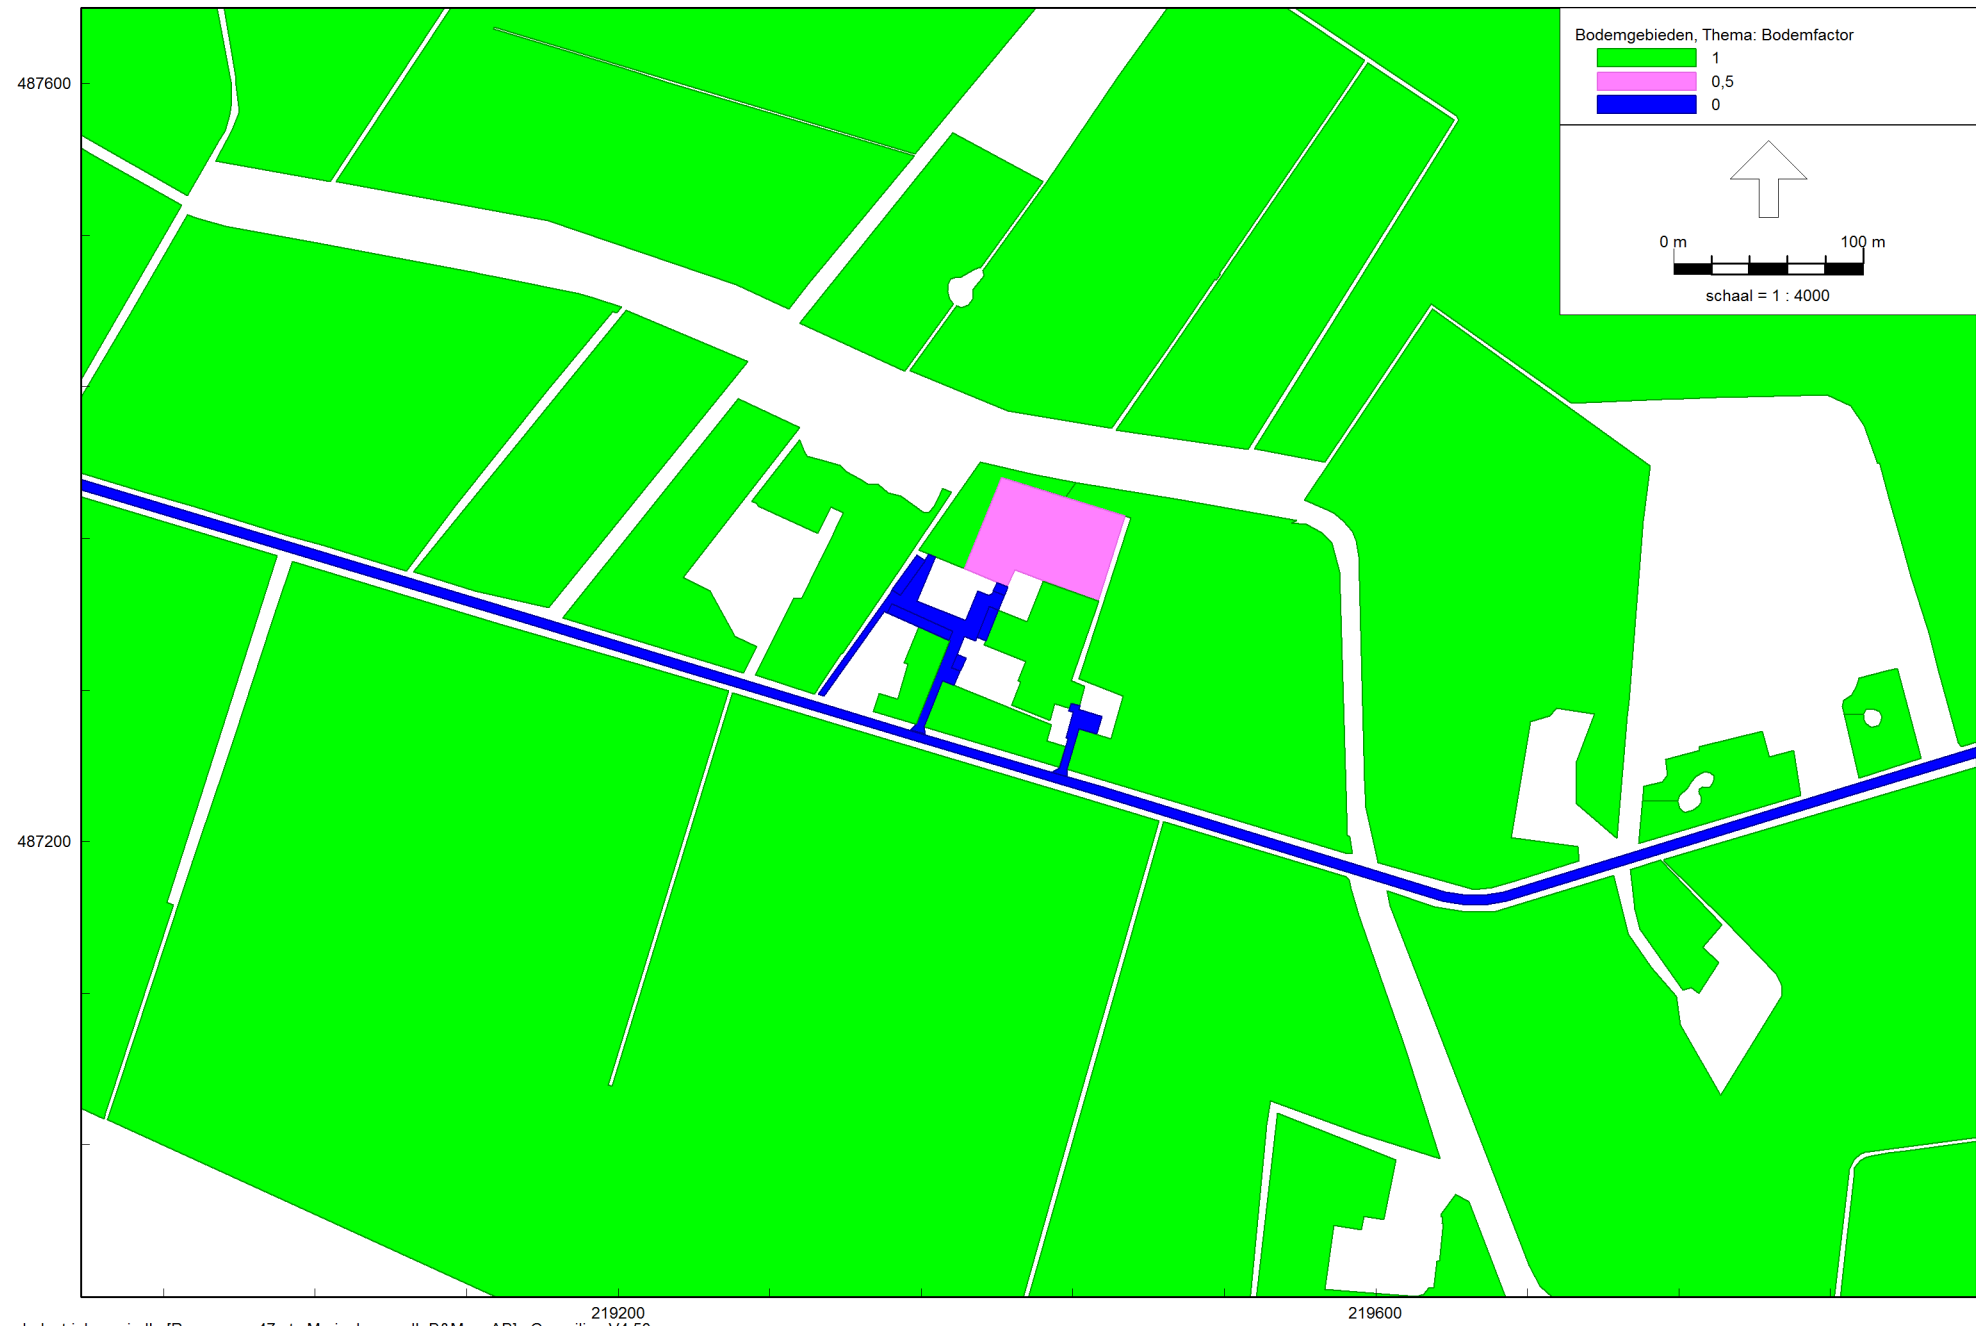 Bodemgebieden, Thema: Bodemfactor
1
0,5
0
487600
0 m 100 m
schaal = 1 : 4000
487200
219200 219600